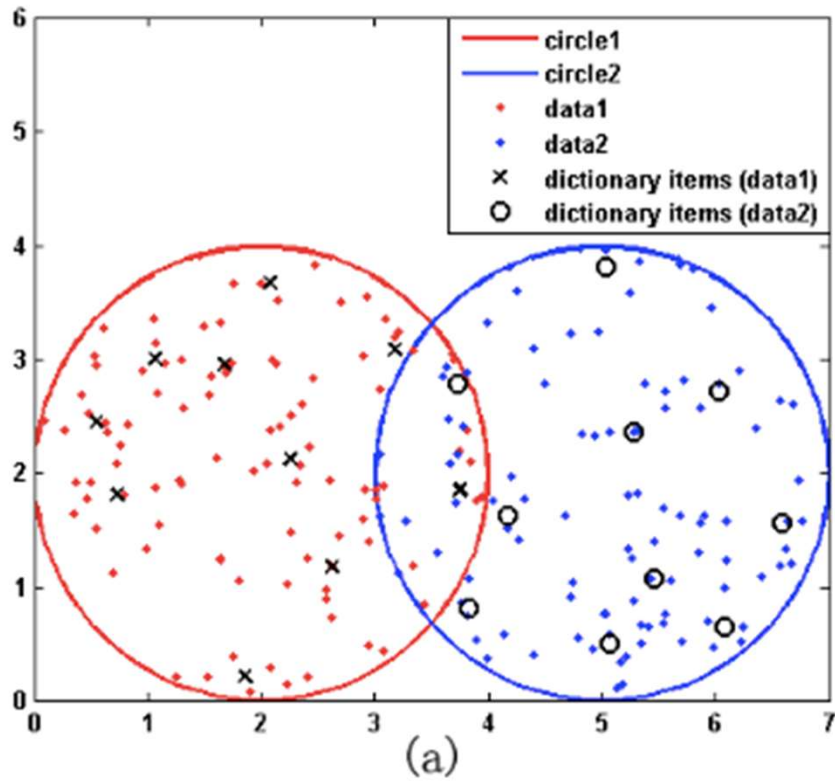 6
circle1
circle2
5
data1
data2
dictionary items (data1)
dictionary items (data2)
4
3
2
1
0
0 1 2 3 4 5 6 7
(a)